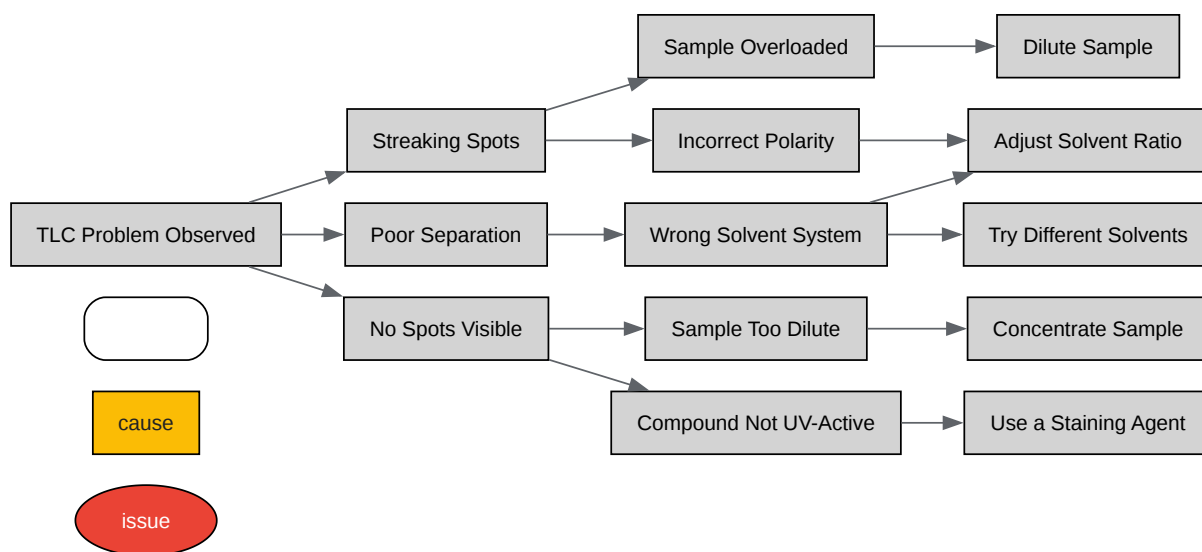 Sample Overloaded
Dilute Sample
Streaking Spots
Incorrect Polarity
Adjust Solvent Ratio
TLC Problem Observed
Poor Separation
Wrong Solvent System
Try Different Solvents
No Spots Visible
Sample Too Dilute
Concentrate Sample
cause
Compound Not UV-Active
Use a Staining Agent
issue